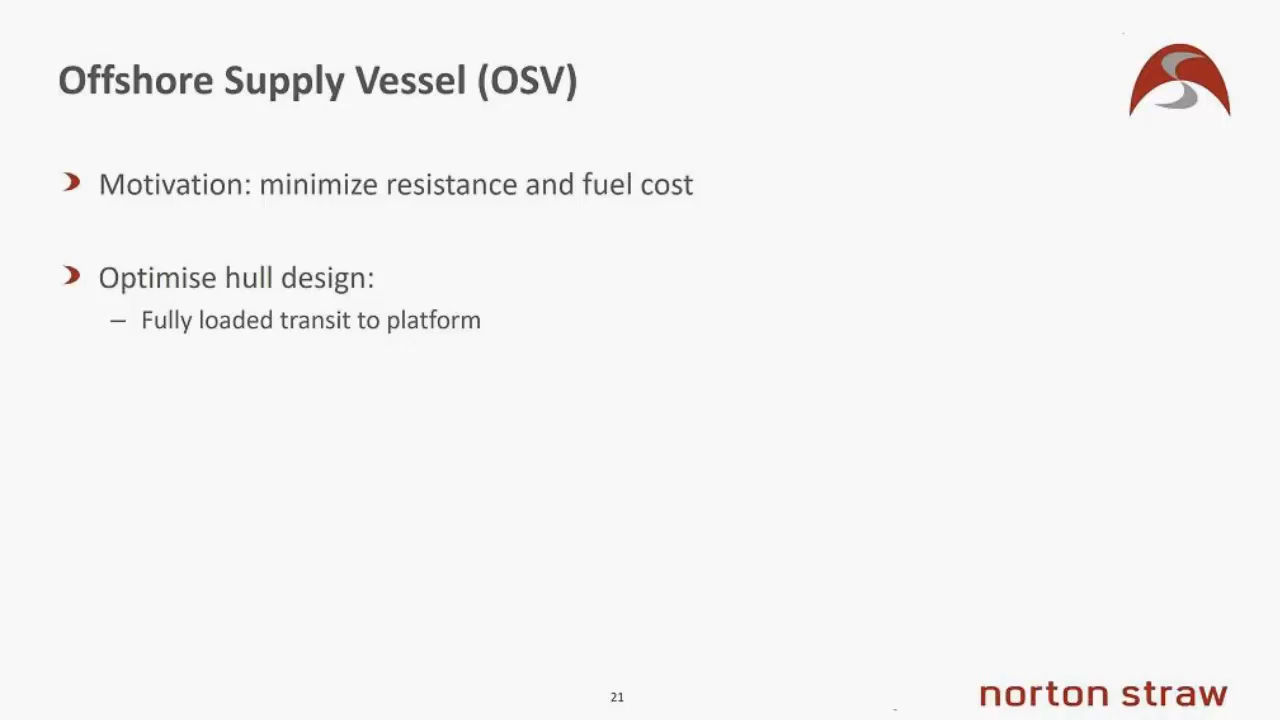 Offshore Supply Vessel (OSV)
Motivation: minimize resistance and fuel cost
Optimise hull design:
– Fully loaded transit to platform
21
norton straw